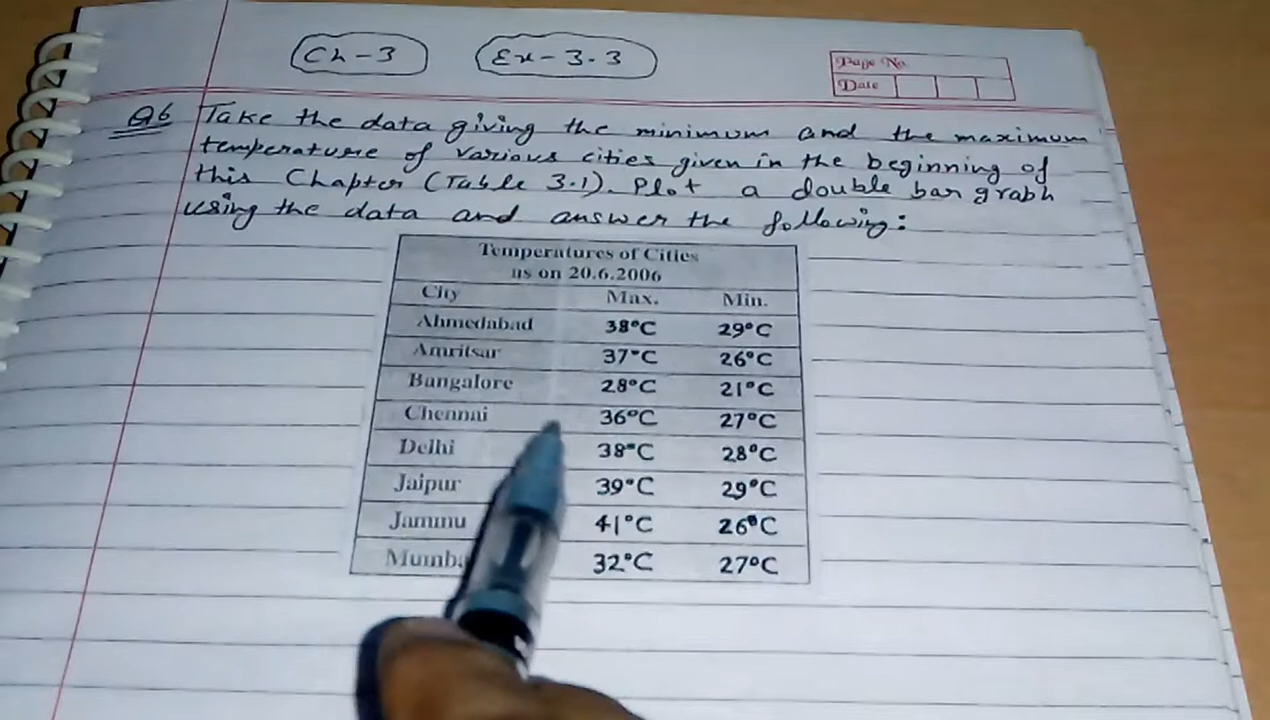 Ch-3 Ex-3.3
Page No.
Date
Q6 Take the data giving the minimum and the maximum
temperature of various cities given in the beginning of
this Chapter (Table 3.1). Plot a double bar graph
using the data and answer the following:
Temperatures of Cities
as on 20.6.2006
City Max. Min.
Ahmedabad 38°C 29°C
Amritsar 37°C 26°C
Bangalore 28°C 21°C
Chennai 36°C 27°C
Delhi 38°C 28°C
Jaipur 39°C 29°C
Jammu 41°C 26°C
Mumba 32°C 27°C